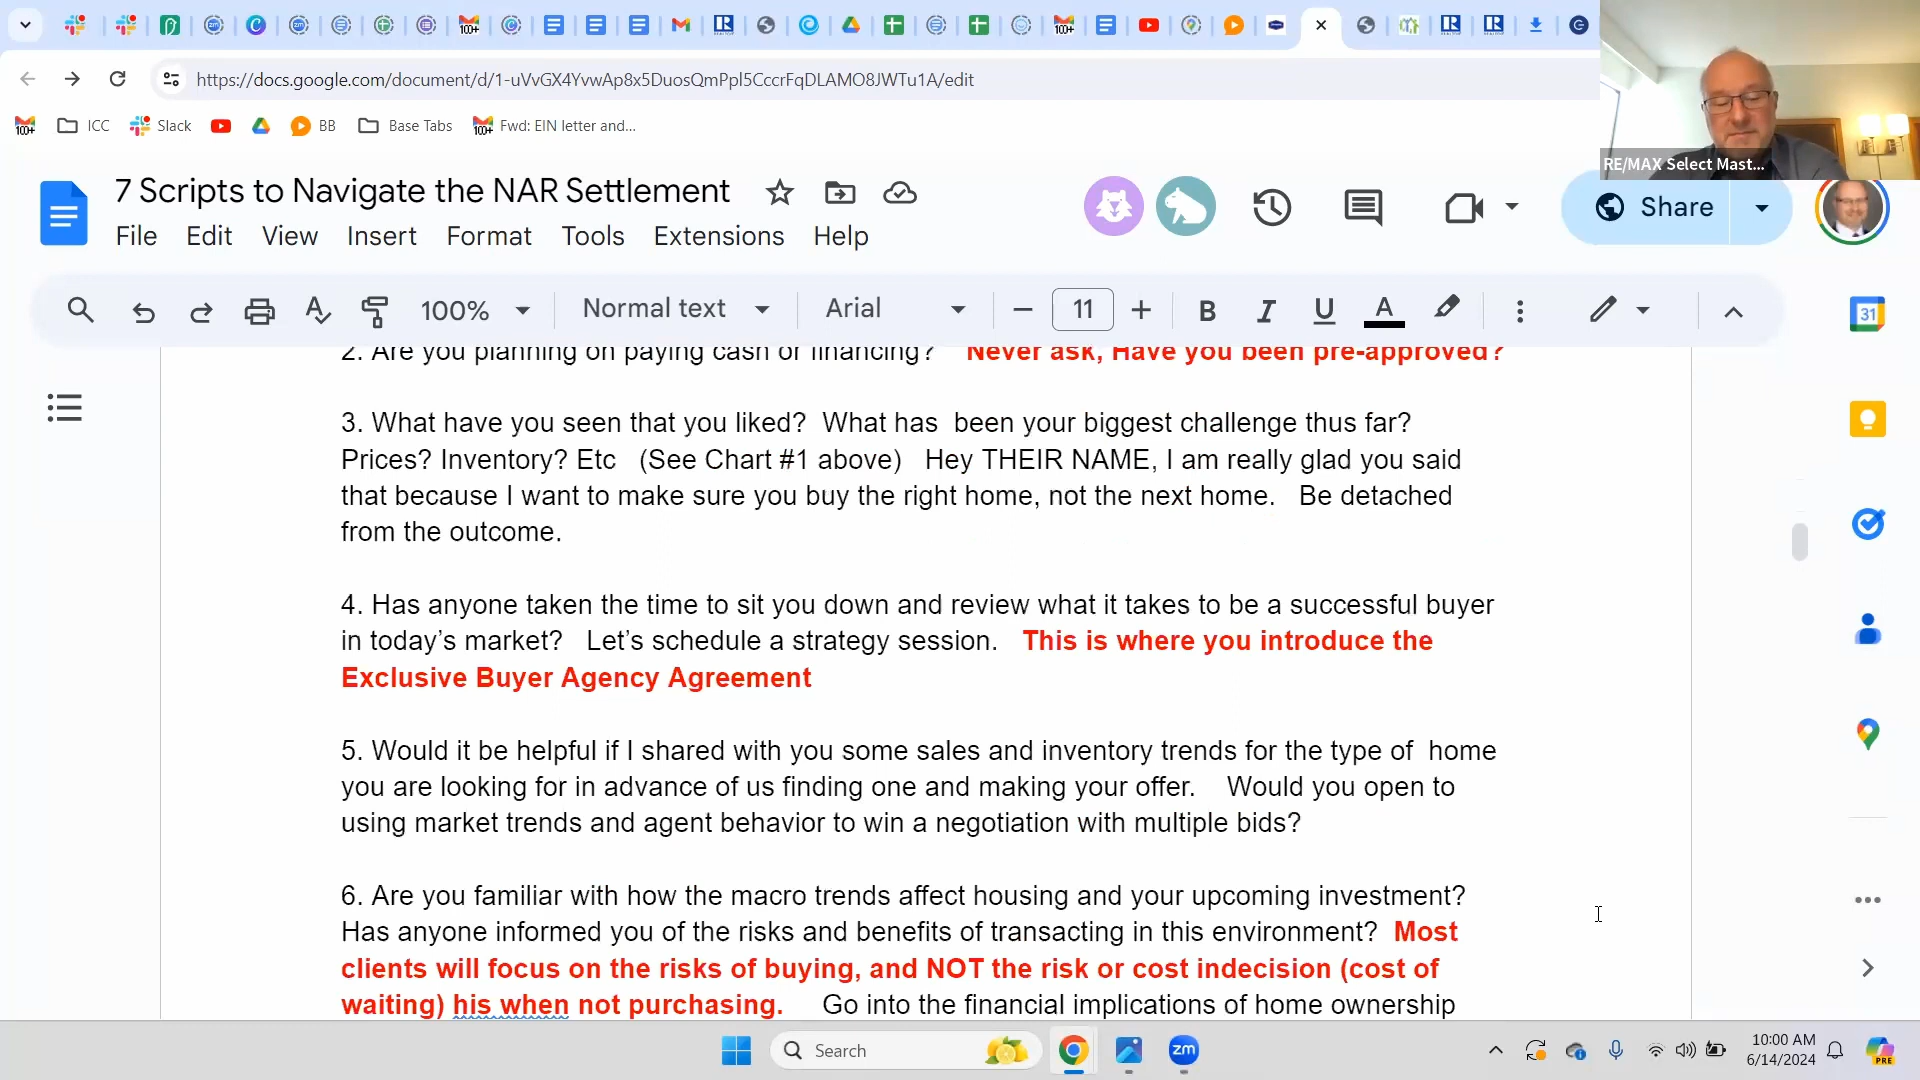 https://docs.google.com/document/d/1-uVvGX4YvwAp8x5DuosQmPpl5CccrFqDLAMO8JWTu1A/edit
ICC Slack BB Base Tabs Fwd: EIN letter and...
RE/MAX Select Mast...
7 Scripts to Navigate the NAR Settlement
Share
File Edit View Insert Format Tools Extensions Help
100% Normal text Arial 11 B I U A
31
2. Are you planning on paying cash or financing? Never ask, Have you been pre-approved?
3. What have you seen that you liked? What has been your biggest challenge thus far?
Prices? Inventory? Etc (See Chart #1 above) Hey THEIR NAME, I am really glad you said
that because I want to make sure you buy the right home, not the next home. Be detached
from the outcome.
4. Has anyone taken the time to sit you down and review what it takes to be a successful buyer
in today’s market? Let’s schedule a strategy session. This is where you introduce the
Exclusive Buyer Agency Agreement
5. Would it be helpful if I shared with you some sales and inventory trends for the type of home
you are looking for in advance of us finding one and making your offer. Would you open to
using market trends and agent behavior to win a negotiation with multiple bids?
6. Are you familiar with how the macro trends affect housing and your upcoming investment?
Has anyone informed you of the risks and benefits of transacting in this environment? Most
clients will focus on the risks of buying, and NOT the risk or cost indecision (cost of
waiting) his when not purchasing. Go into the financial implications of home ownership
Search
zm
10:00 AM
6/14/2024
PRE